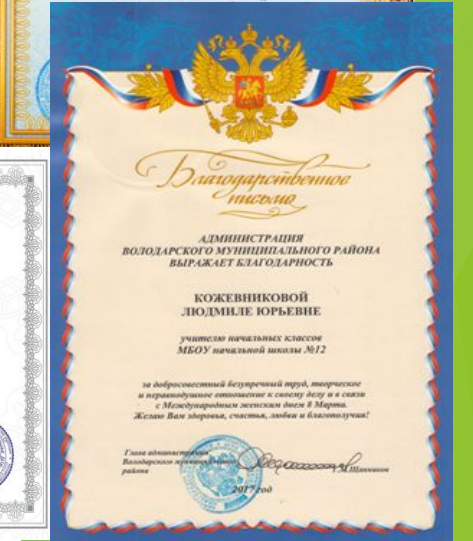 Благодарственное
письмо
АДМИНИСТРАЦИЯ
ВОЛОДАРСКОГО МУНИЦИПАЛЬНОГО РАЙОНА
ВЫРАЖАЕТ БЛАГОДАРНОСТЬ
КОЖЕВНИКОВОЙ
ЛЮДМИЛЕ ЮРЬЕВНЕ
учителю начальных классов
МБОУ начальной школы №12
за добросовестный безупречный труд, творческое
и неравнодушное отношение к своему делу и в связи
с Международным женским днем 8 Марта.
Желаю Вам здоровья, счастья, любви и благополучия!
Глава администрации
Володарского муниципального
района
2017 год